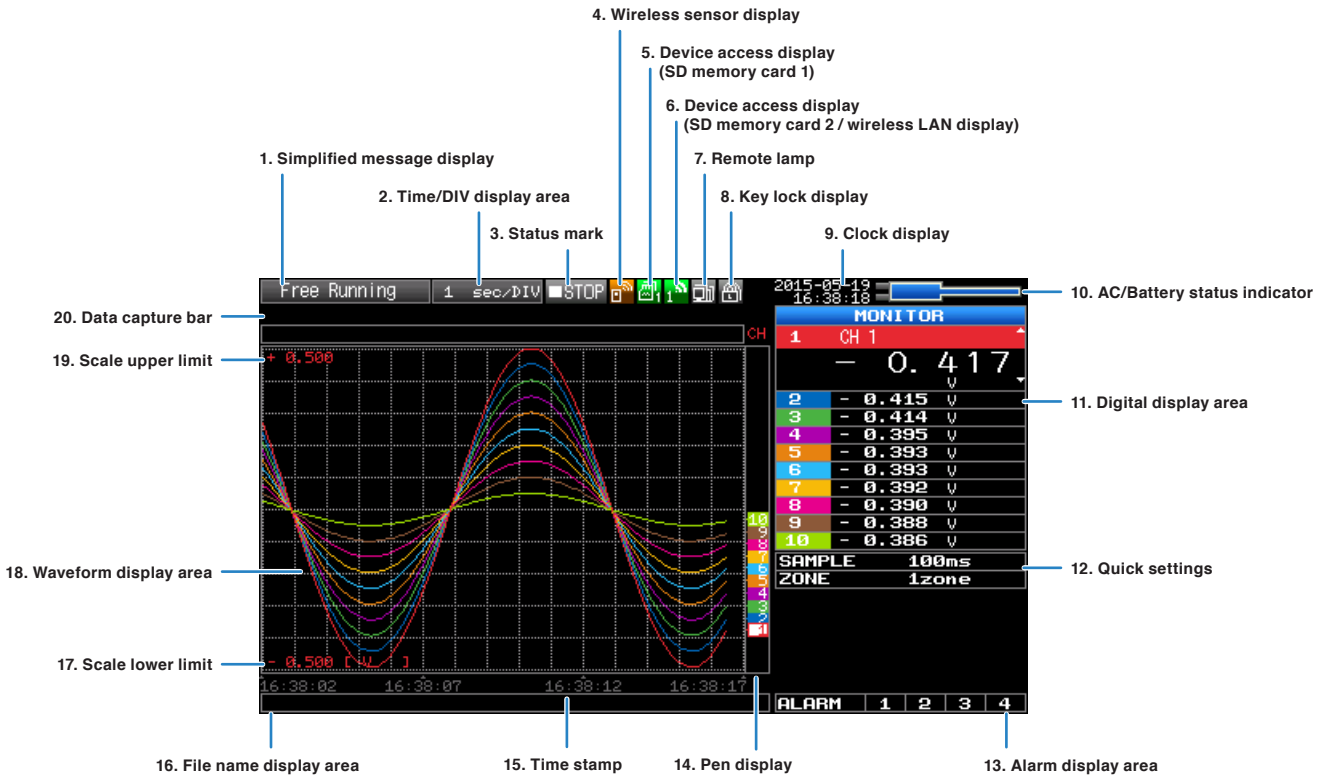 4. Wireless sensor display
5. Device access display
(SD memory card 1)
6. Device access display
(SD memory card 2 / wireless LAN display)
1. Simplified message display
7. Remote lamp
2. Time/DIV display area
8. Key lock display
3. Status mark
9. Clock display
Free Running
1 sec/DIV
STOP
1
1
2015-05-19
16:38:18
10. AC/Battery status indicator
20. Data capture bar
MONITOR
CH
1 CH 1
19. Scale upper limit
+ 0.500
- 0.417
V
2 - 0.415 V
11. Digital display area
3 - 0.414 V
4 - 0.395 V
5 - 0.393 V
6 - 0.393 V
7 - 0.392 V
8 - 0.390 V
9 - 0.388 V
10 - 0.386 V
10
9
8
7
6
5
4
3
2
1
SAMPLE 100ms
12. Quick settings
ZONE 1zone
18. Waveform display area
17. Scale lower limit
- 0.500 [ V ]
16:38:02 16:38:07 16:38:12 16:38:17
ALARM 1 2 3 4
16. File name display area
15. Time stamp
14. Pen display
13. Alarm display area